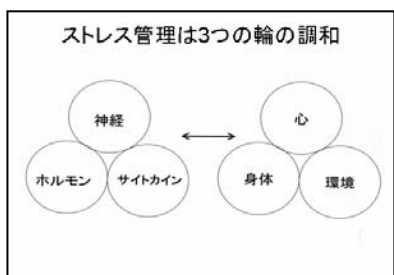 ストレス管理は3つの輪の調和
神経
心
ホルモン
サイトカイン
身体
環境